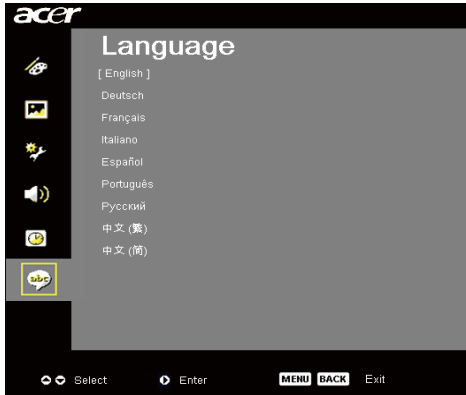 acer
Language
[ English ]
Deutsch
Français
Italiano
Español
Português
Русский
中文 (繁)
中文 (简)
abc
Select Enter MENU BACK Exit